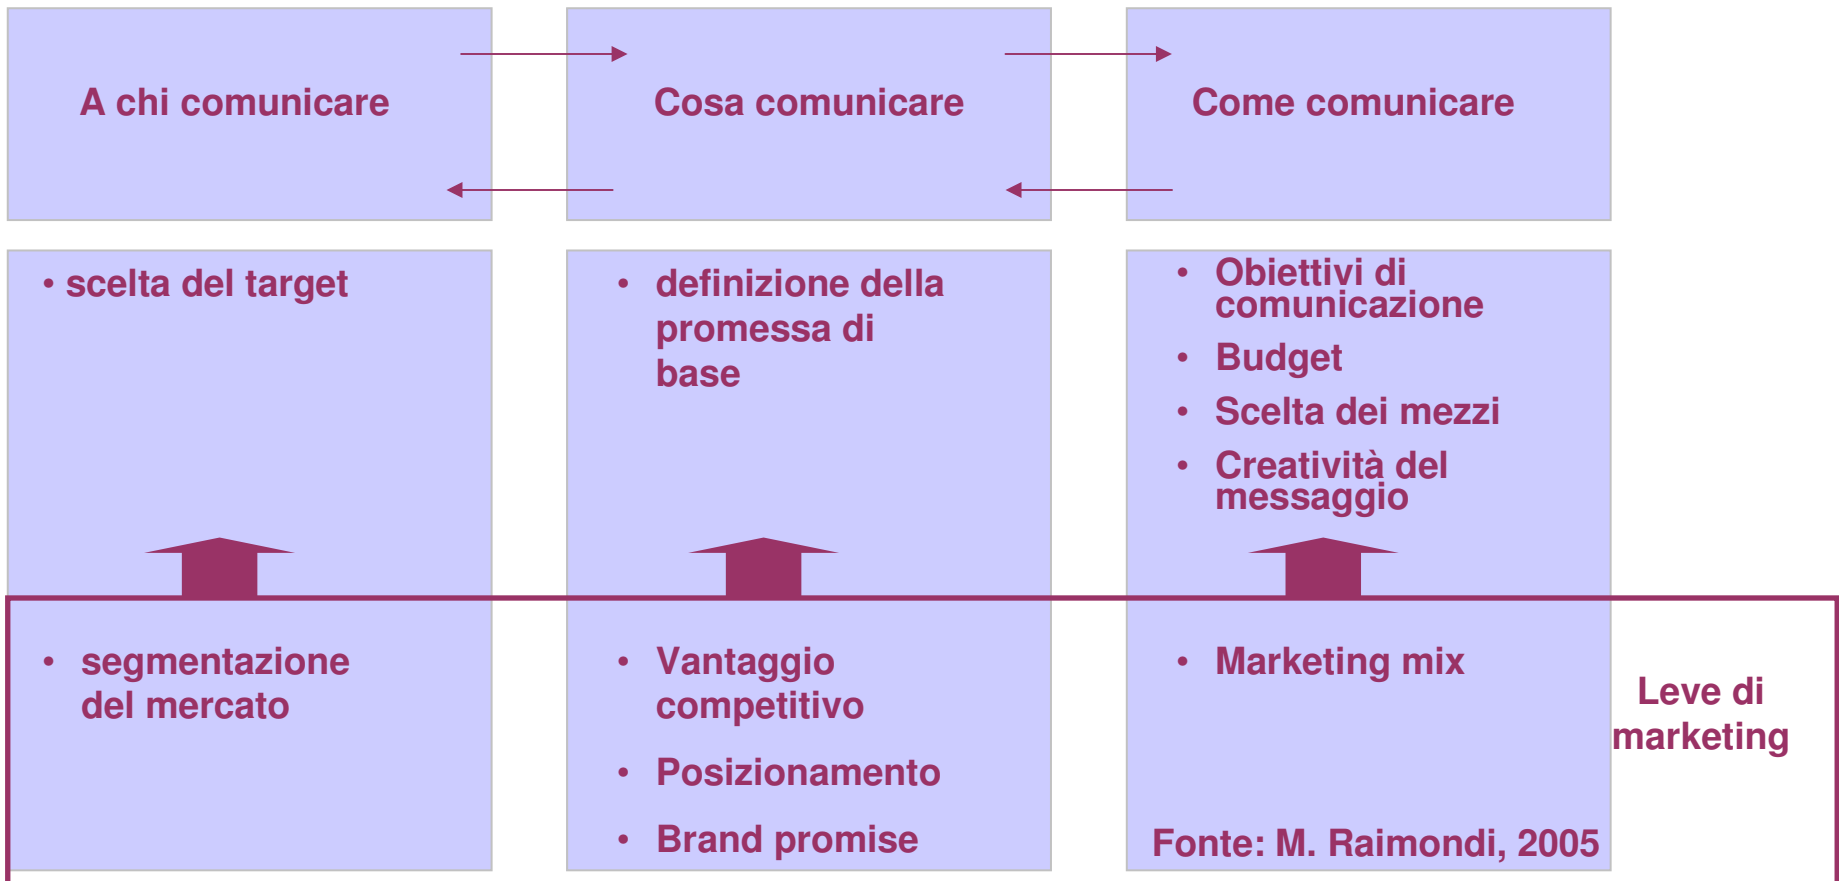 A chi comunicare
Cosa comunicare
Come comunicare
• scelta del target
• definizione della
promessa di
base
• Obiettivi di
comunicazione
• Budget
• Scelta dei mezzi
• Creatività del
messaggio
• segmentazione
del mercato
• Vantaggio
competitivo
• Posizionamento
• Brand promise
• Marketing mix
Leve di
marketing
Fonte: M. Raimondi, 2005